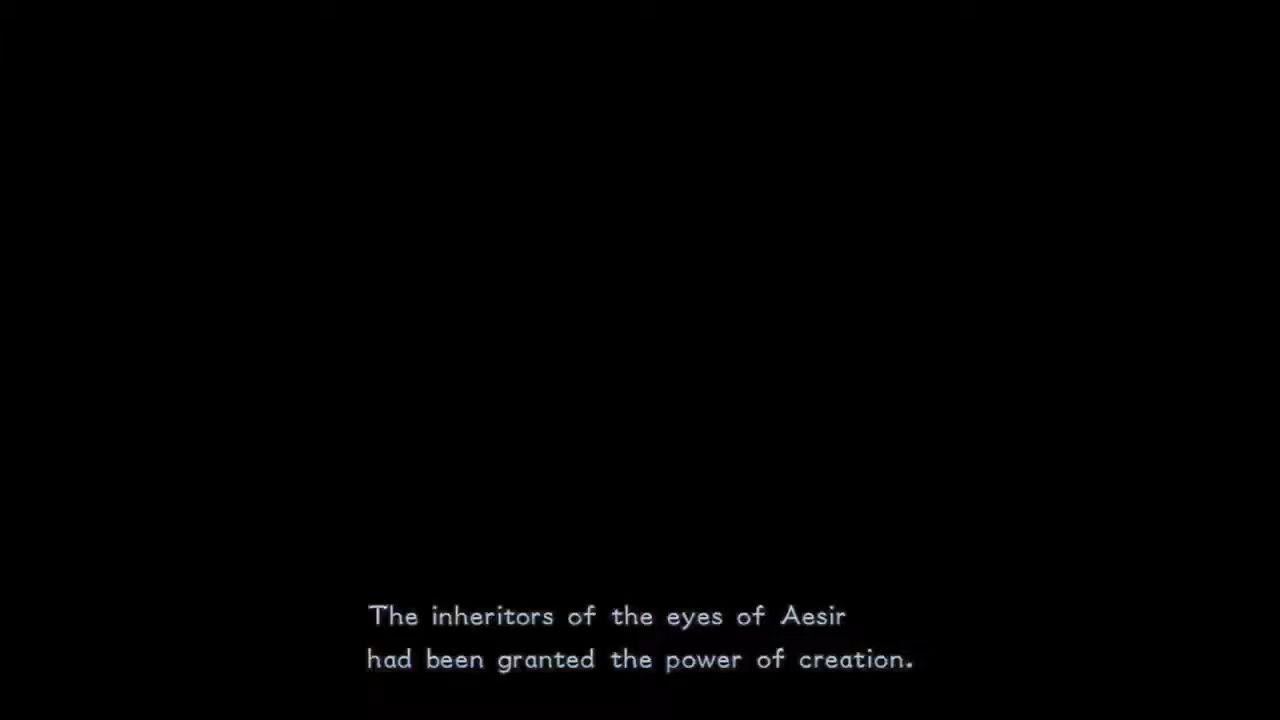 The inheritors of the eyes of Aesir
had been granted the power of creation.